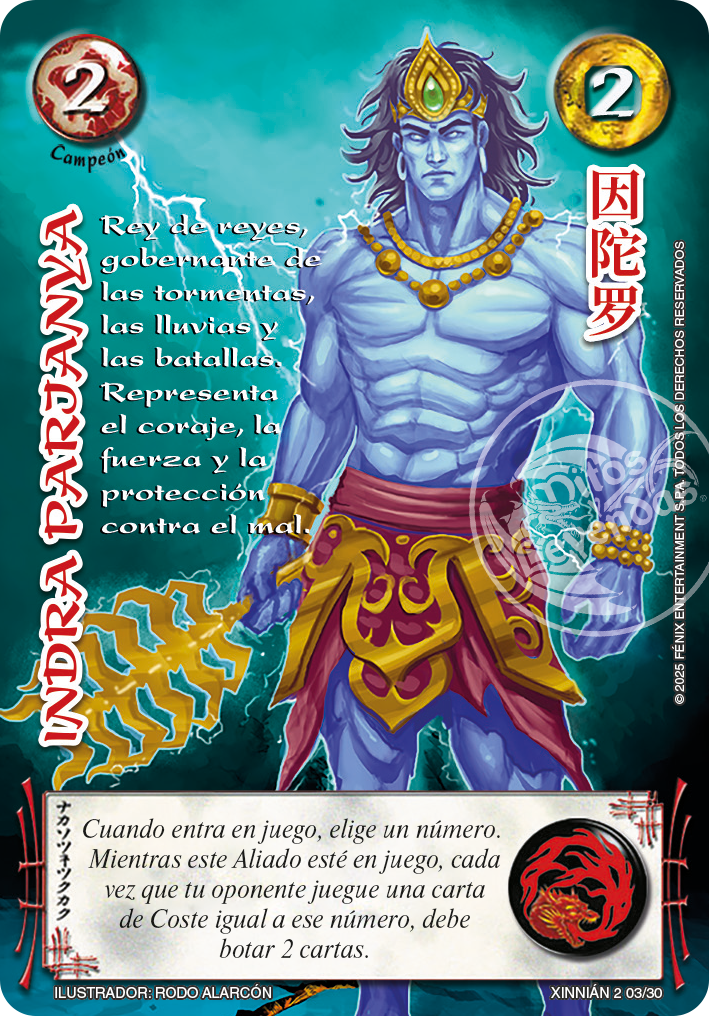 2
Campeón
2
因陀罗
INDRA PARJANYA
Rey de reyes,
gobernante de
las tormentas,
las lluvias y
las batallas.
Representa
el coraje, la
fuerza y la
protección
contra el mal.
© 2025 FÉNIX ENTERTAINMENT S.P.A. TODOS LOS DERECHOS RESERVADOS
Mitos
y
Leyendas
ナカソツォツクカク
Cuando entra en juego, elige un número.
Mientras este Aliado esté en juego, cada
vez que tu oponente juegue una carta
de Coste igual a ese número, debe
botar 2 cartas.
ILUSTRADOR: RODO ALARCÓN
XINNIÁN 2 03/30